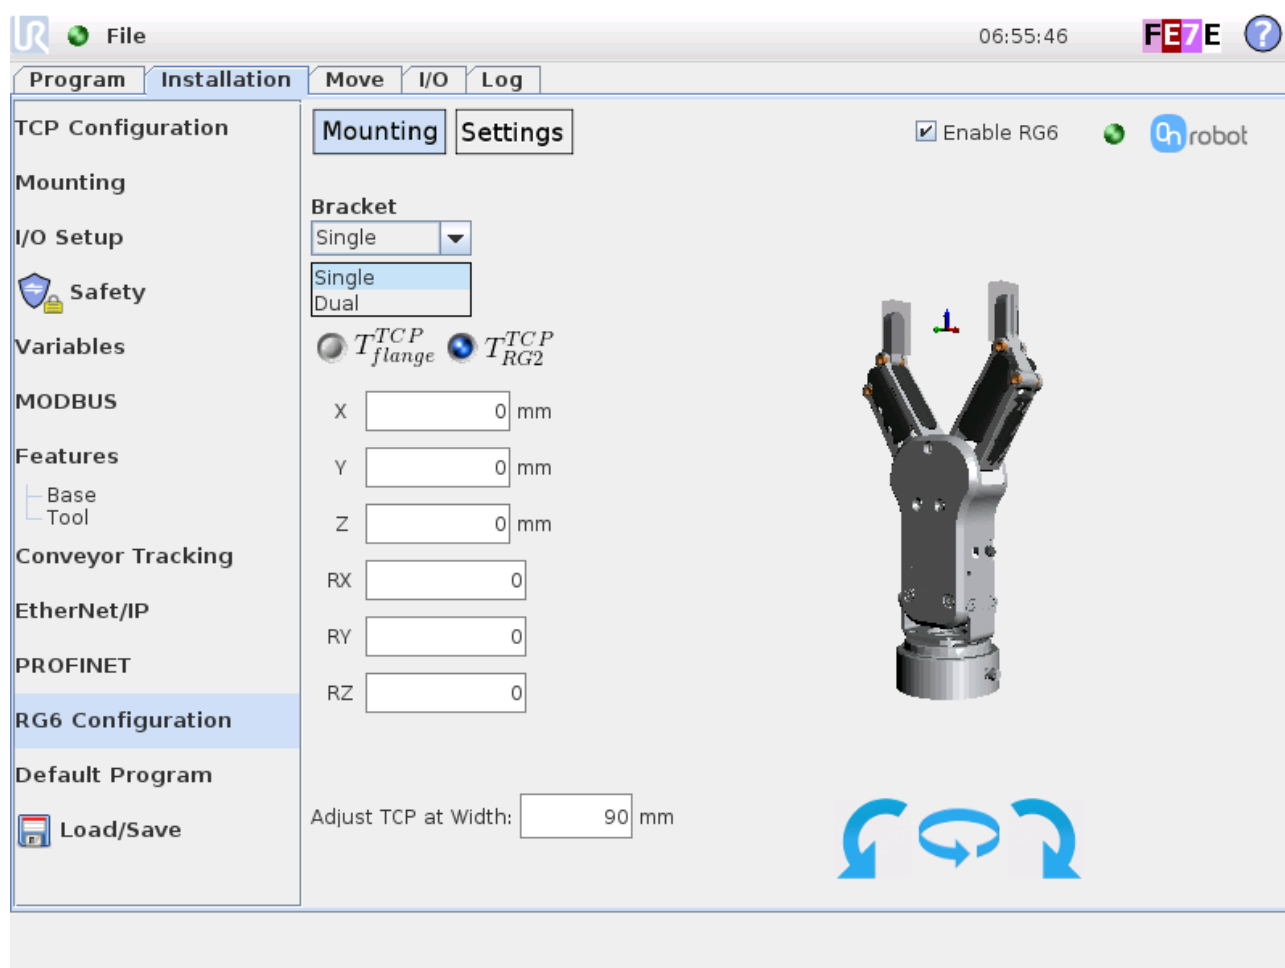 UR File 06:55:46 FE7E ?
Program Installation Move I/O Log
TCP Configuration
Mounting
I/O Setup
Safety
Variables
MODBUS
Features
Base
Tool
Conveyor Tracking
EtherNet/IP
PROFINET
RG6 Configuration
Default Program
Load/Save
Mounting Settings
Enable RG6 On robot
Bracket
Single
Single
Dual
T^{TCP}_{flange} T^{TCP}_{RG2}
X 0 mm
Y 0 mm
Z 0 mm
RX 0
RY 0
RZ 0
Adjust TCP at Width: 90 mm